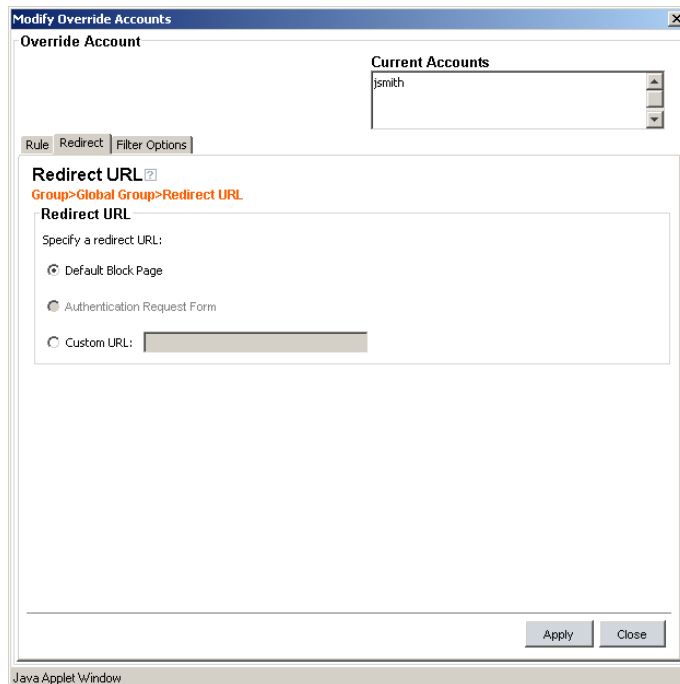 Modify Override Accounts
Override Account
Current Accounts
jsmith
Rule Redirect Filter Options
Redirect URL ?
Group>Global Group>Redirect URL
Redirect URL
Specify a redirect URL:
Default Block Page
Authentication Request Form
Custom URL:
Apply Close
Java Applet Window